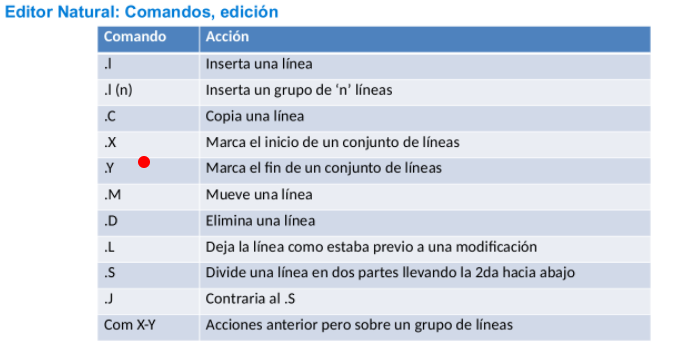 Editor Natural: Comandos, edición
Comando Acción
.I Inserta una línea
.I (n) Inserta un grupo de ‘n’ líneas
.C Copia una línea
.X Marca el inicio de un conjunto de líneas
.Y Marca el fin de un conjunto de líneas
.M Mueve una línea
.D Elimina una línea
.L Deja la línea como estaba previo a una modificación
.S Divide una línea en dos partes llevando la 2da hacia abajo
.J Contraria al .S
Com X-Y Acciones anterior pero sobre un grupo de líneas